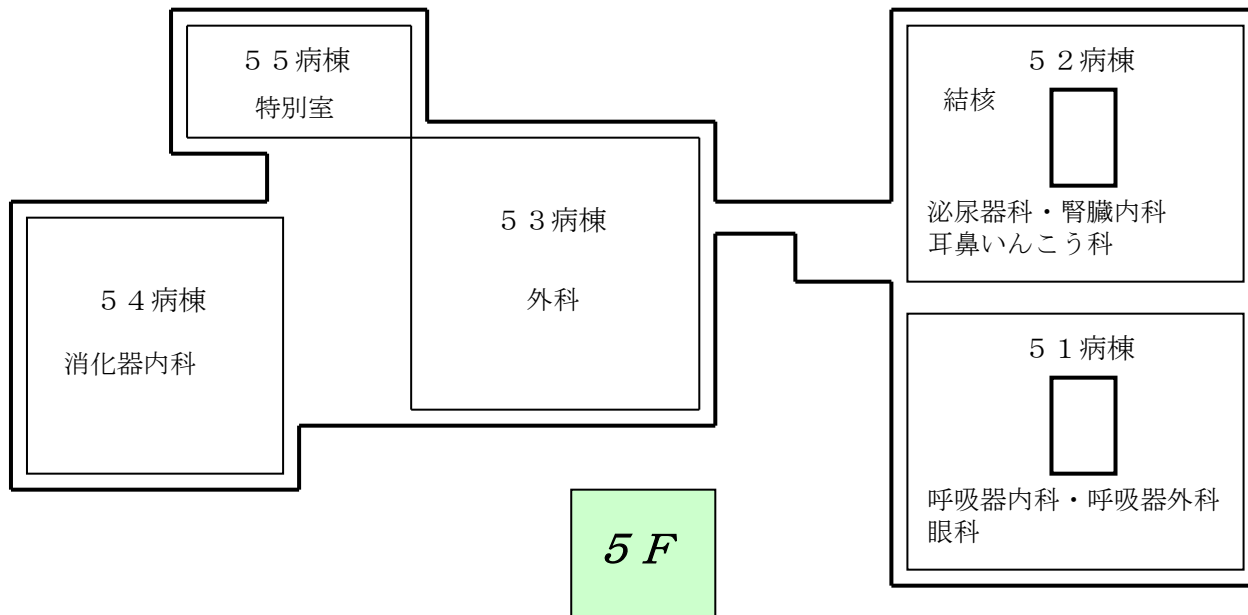 ５５病棟
特別室
５２病棟
結核
泌尿器科・腎臓内科
耳鼻いんこう科
５３病棟
外科
５４病棟
消化器内科
５１病棟
呼吸器内科・呼吸器外科
眼科
５Ｆ